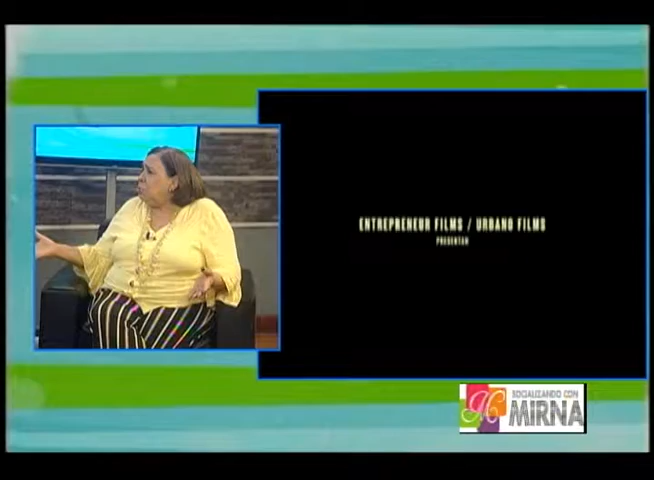 ENTREPRENEUR FILMS / URBANO FILMS
PRESENTAN
SOCIALIZANDO CON
MIRNA